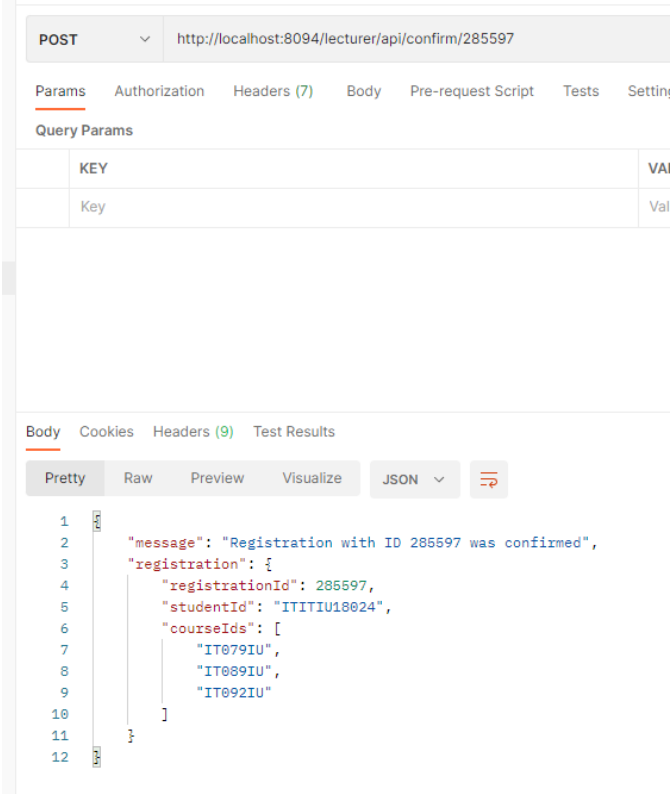 POST http://localhost:8094/lecturer/api/confirm/285597
Params Authorization Headers (7) Body Pre-request Script Tests Setting
Query Params
KEY VAL
Key Val
Body Cookies Headers (9) Test Results
Pretty Raw Preview Visualize JSON
1 {
2 "message": "Registration with ID 285597 was confirmed",
3 "registration": {
4 "registrationId": 285597,
5 "studentId": "ITITIU18024",
6 "courseIds": [
7 "IT079IU",
8 "IT089IU",
9 "IT092IU"
10 ]
11 }
12 }